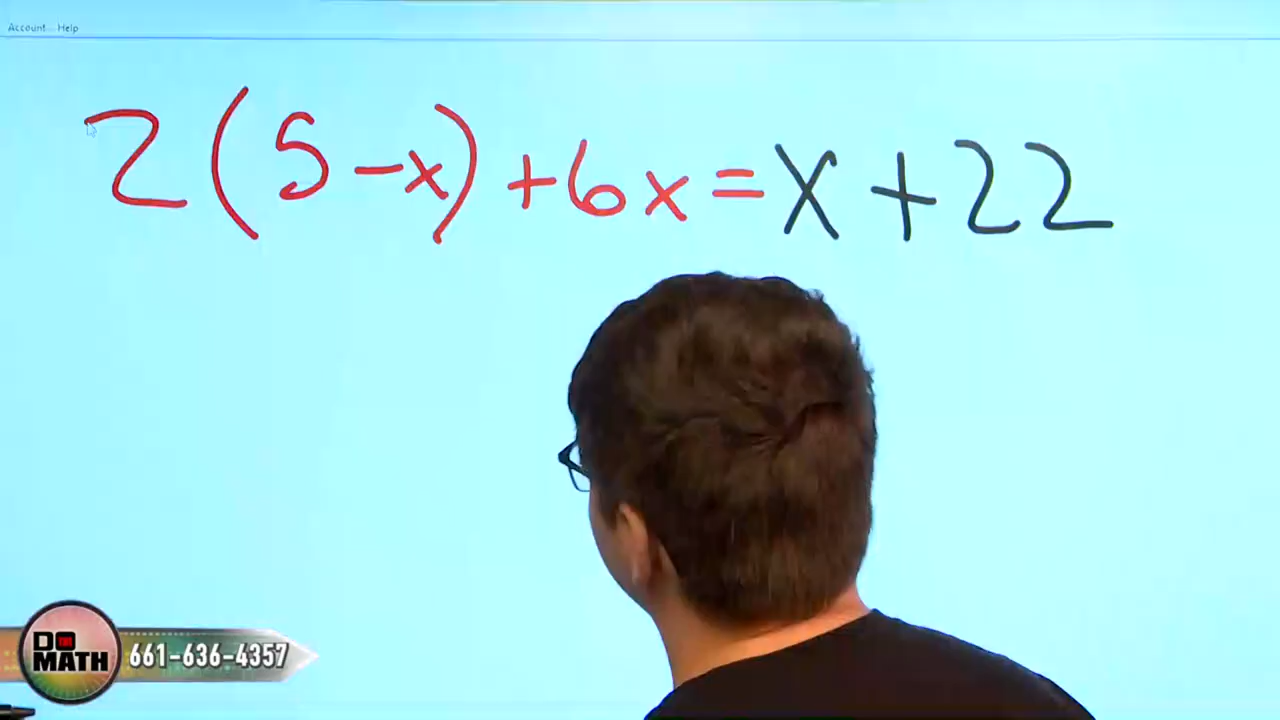 Account Help
2(5-x)+6x=x+22
DO THE MATH
661-636-4357